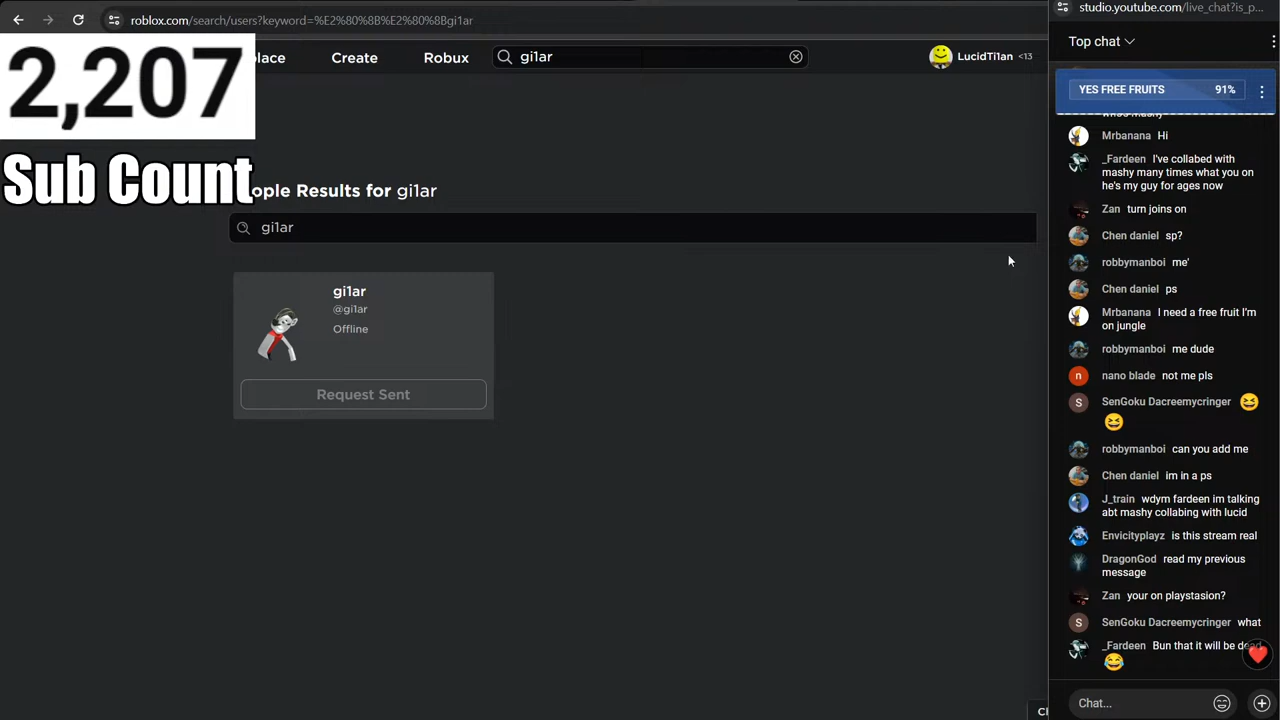 roblox.com/search/users?keyword=%E2%80%8B%E2%80%8Bgi1ar
studio.youtube.com/live_chat?is_p...
2,207
Sub Count
Create
Robux
gi1ar
LucidTi1an <13
Results for gi1ar
gi1ar
gi1ar
@gi1ar
Offline
Request Sent
Top chat
YES FREE FRUITS 91%
Mrbanana Hi
_Fardeen I've collabed with
mashy many times what you on
he's my guy for ages now
Zan turn joins on
Chen daniel sp?
robbymanboi me'
Chen daniel ps
Mrbanana I need a free fruit I'm
on jungle
robbymanboi me dude
n nano blade not me pls
S SenGoku Dacreemycringer 😆
😆
robbymanboi can you add me
Chen daniel im in a ps
J_train wdym fardeen im talking
abt mashy collabing with lucid
Envicityplayz is this stream real
DragonGod read my previous
message
Zan your on playstasion?
S SenGoku Dacreemycringer what
_Fardeen Bun that it will be
😂
Chat...